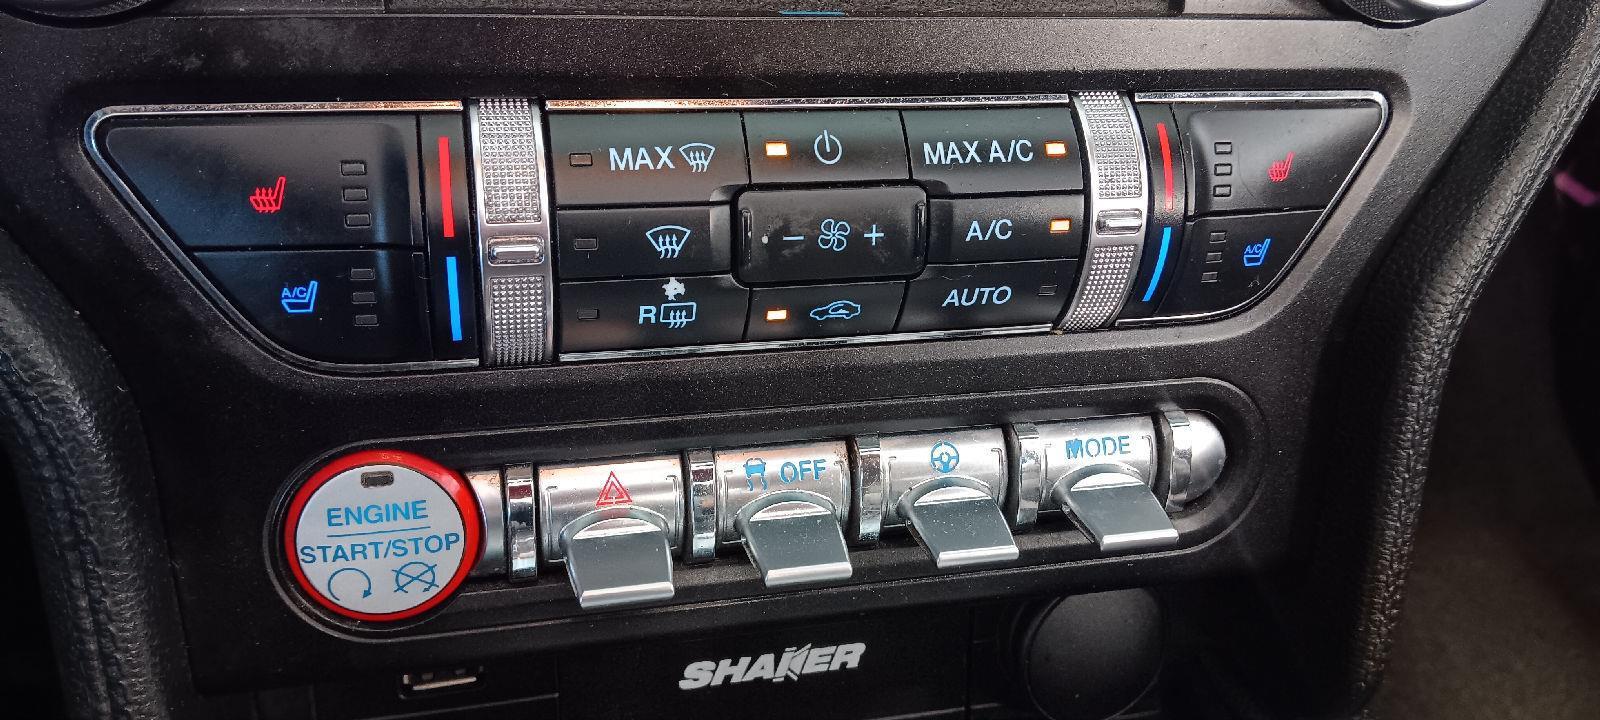 MAX
MAX A/C
- +
A/C
A/C
A/C
R
AUTO
OFF
MODE
ENGINE
START/STOP
SHAKER